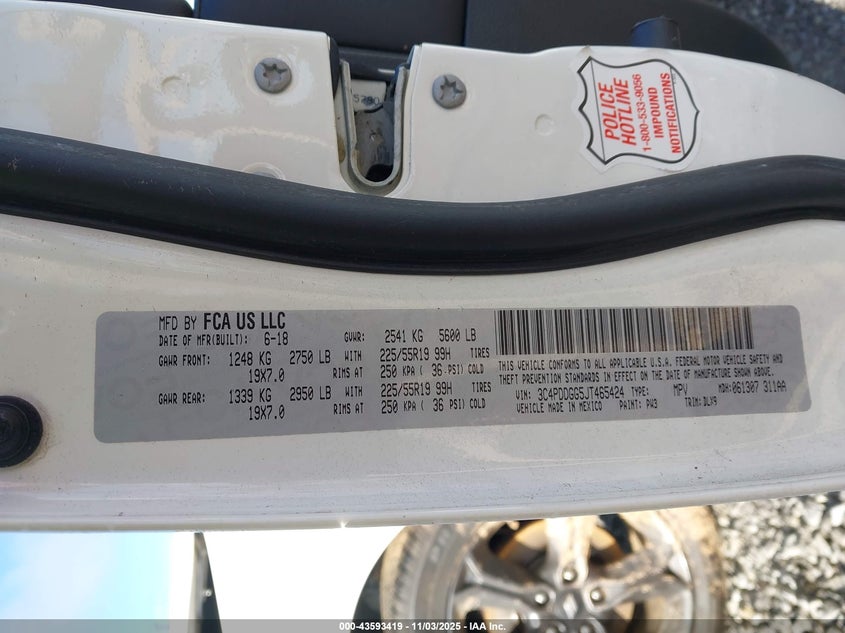 POLICE
HOTLINE
1-800-533-9056
IMPOUND
NOTIFICATIONS
MFD BY FCA US LLC
DATE OF MFR(BUILT): 6-18 GVWR: 2541 KG 5600 LB
GAWR FRONT: 1248 KG 2750 LB WITH 225/55R19 99H TIRES
19X7.0 RIMS AT 250 KPA ( 36 PSI) COLD
GAWR REAR: 1339 KG 2950 LB WITH 225/55R19 99H TIRES
19X7.0 RIMS AT 250 KPA ( 36 PSI) COLD
THIS VEHICLE CONFORMS TO ALL APPLICABLE U.S.A. FEDERAL MOTOR VEHICLE SAFETY AND
THEFT PREVENTION STANDARDS IN EFFECT ON THE DATE OF MANUFACTURE SHOWN ABOVE.
VIN: 3C4PDDGG5JT465424 TYPE: MPV MDH: 061307 311AA
VEHICLE MADE IN MEXICO PAINT: PW3 TRIM: DLX9
000-43593419 - 11/03/2025 - IAA Inc.